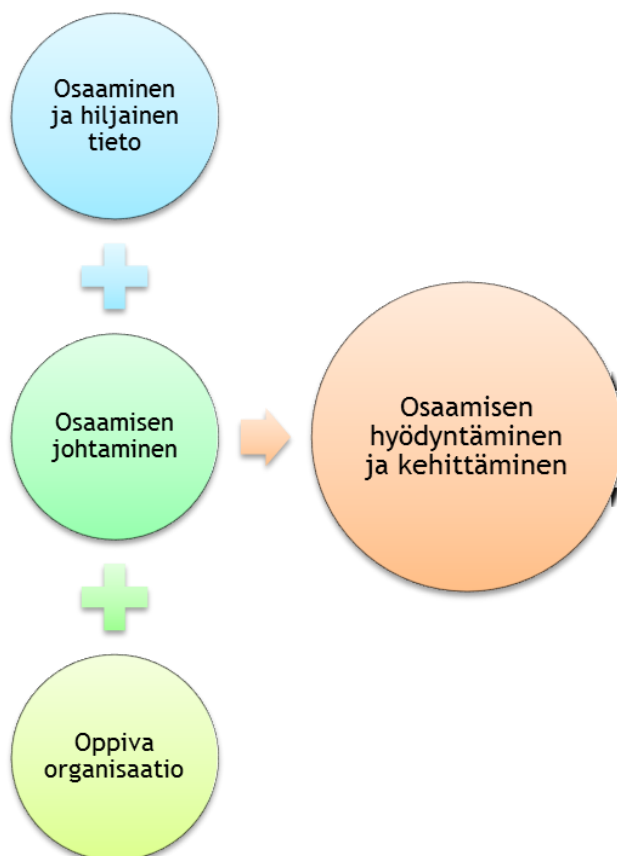 Osaaminen
ja hiljainen
tieto
Osaamisen
johtaminen
Osaamisen
hyödyntäminen
ja kehittäminen
Oppiva
organisaatio